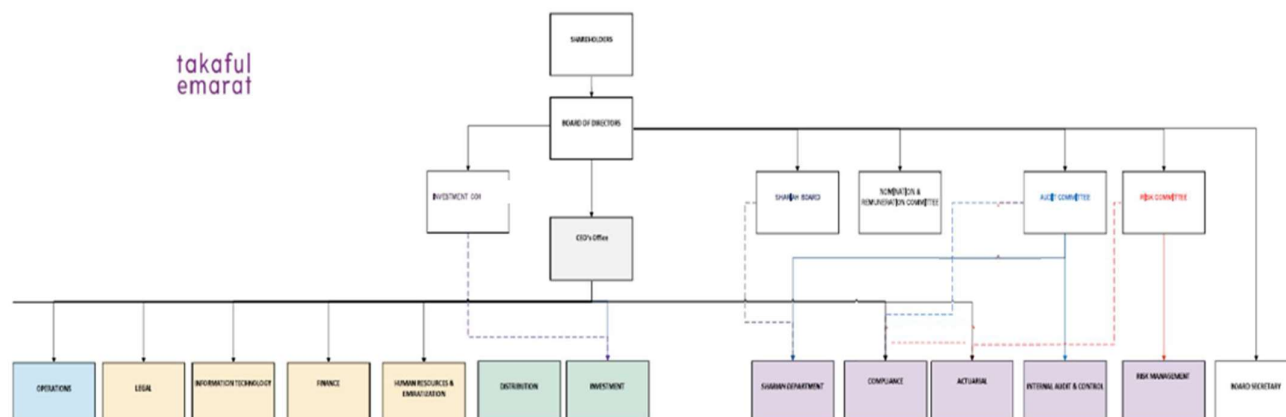 SHAREHOLDERS
takaful
emarat
BOARD OF DIRECTORS
INVESTMENT COM
SHARIAH BOARD
NOMINATION &
REMUNERATION COMMITTEE
AUDIT COMMITTEE
RISK COMMITTEE
CEO's Office
OPERATIONS
LEGAL
INFORMATION TECHNOLOGY
FINANCE
HUMAN RESOURCES &
EMIRATIZATION
DISTRIBUTION
INVESTMENT
SHARIAH DEPARTMENT
COMPLIANCE
ACTUARIAL
INTERNAL AUDIT & CONTROL
RISK MANAGEMENT
BOARD SECRETARY